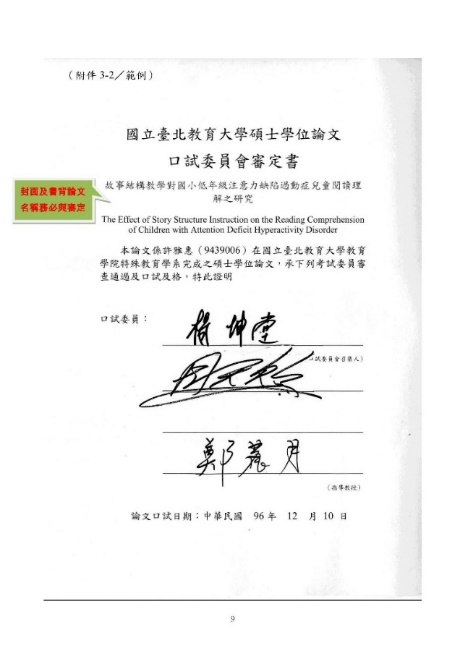 （附件 3-2／範例）
國立臺北教育大學碩士學位論文
口試委員會審定書
封面及書背論文
名稱務必與審定
故事結構教學對國小低年級注意力缺陷過動症兒童閱讀理
解之研究
The Effect of Story Structure Instruction on the Reading Comprehension
of Children with Attention Deficit Hyperactivity Disorder
本論文係許雅惠（9439006）在國立臺北教育大學教育
學院特殊教育學系完成之碩士學位論文，承下列考試委員審
查通過及口試及格，特此證明
口試委員：
楊坤堂
（口試委員會召集人）
鄭麗月
（指導教授）
論文口試日期：中華民國 96 年 12 月 10 日
9